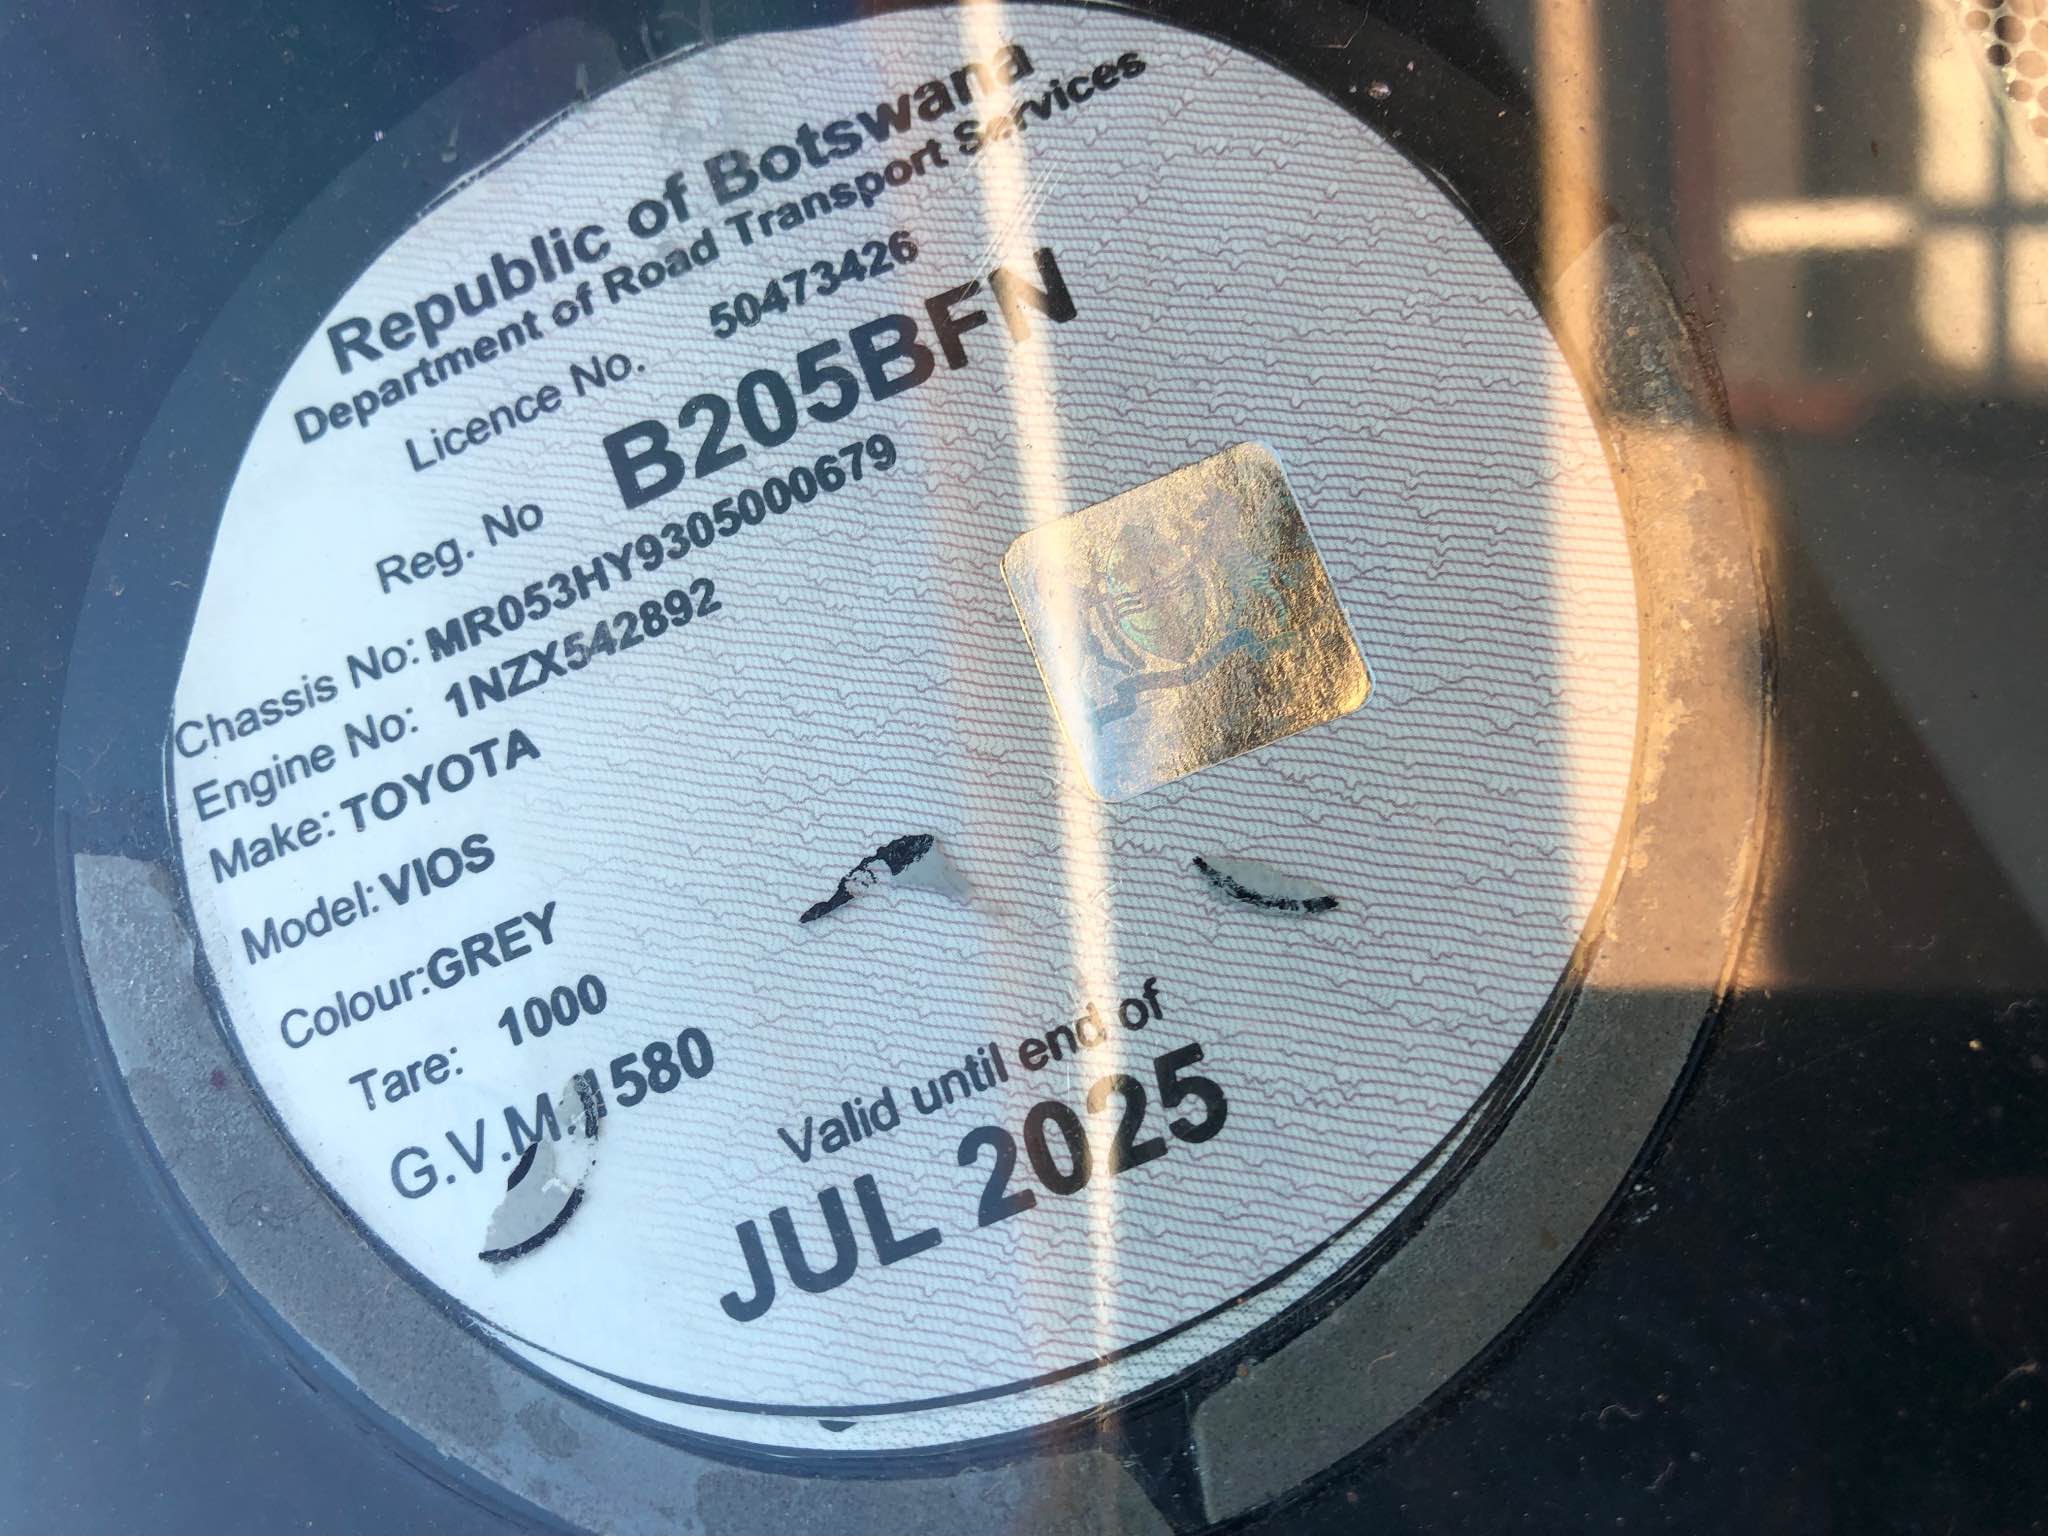 Republic of Botswana
Department of Road Transport Services
Licence No. 50473426
Reg. No B205BFN
Chassis No: MR053HY9305000679
Engine No: 1NZX542892
Make: TOYOTA
Model: VIOS
Colour:GREY
Tare: 1000
G.V.M. 1580
Valid until end of
JUL 2025